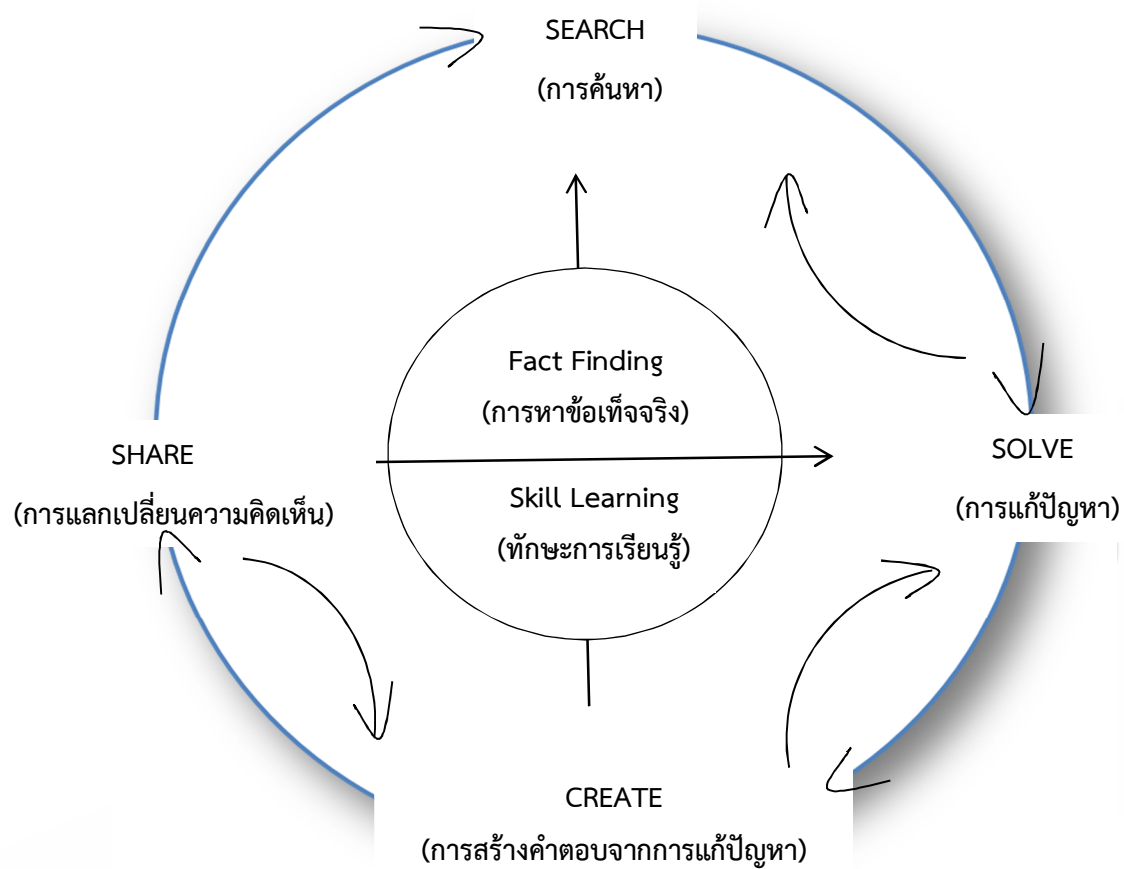 SEARCH
(การค้นหา)
Fact Finding
(การหาข้อเท็จจริง)
SHARE
(การแลกเปลี่ยนความคิดเห็น)
SOLVE
(การแก้ปัญหา)
Skill Learning
(ทักษะการเรียนรู้)
CREATE
(การสร้างคำตอบจากการแก้ปัญหา)